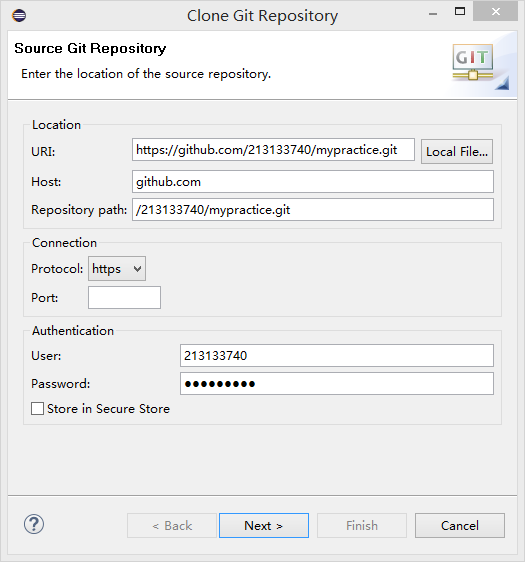 Clone Git Repository
Source Git Repository
Enter the location of the source repository.
GIT
Location
URI: https://github.com/213133740/mypractice.git Local File...
Host: github.com
Repository path: /213133740/mypractice.git
Connection
Protocol: https
Port:
Authentication
User: 213133740
Password: ●●●●●●●●●
Store in Secure Store
? < Back Next > Finish Cancel